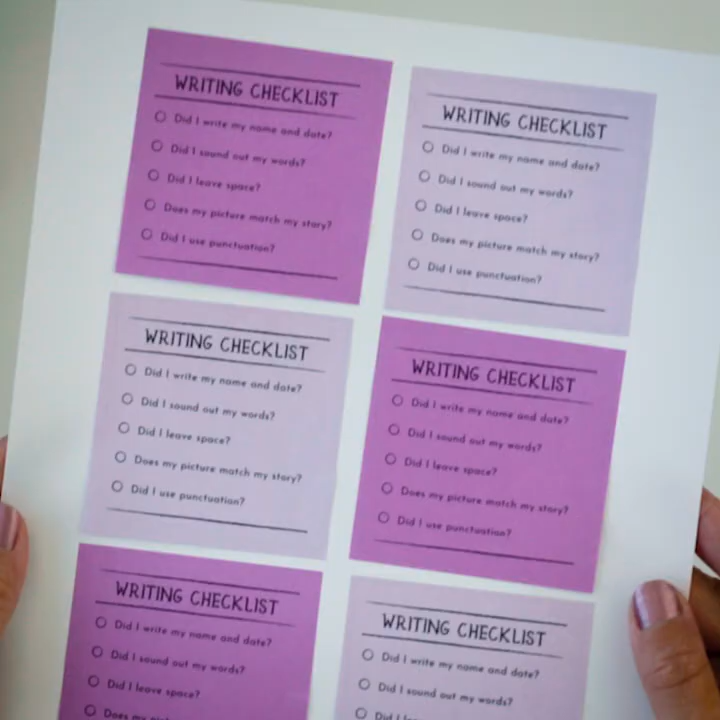 WRITING CHECKLIST
Did I write my name and date?
Did I sound out my words?
Did I leave space?
Does my picture match my story?
Did I use punctuation?
WRITING CHECKLIST
Did I write my name and date?
Did I sound out my words?
Did I leave space?
Does my picture match my story?
Did I use punctuation?
WRITING CHECKLIST
Did I write my name and date?
Did I sound out my words?
Did I leave space?
Does my picture match my story?
Did I use punctuation?
WRITING CHECKLIST
Did I write my name and date?
Did I sound out my words?
Did I leave space?
Does my picture match my story?
Did I use punctuation?
WRITING CHECKLIST
Did I write my name and date?
Did I sound out my words?
Did I leave space?
Does my
WRITING CHECKLIST
Did I write my name and date?
Did I sound out my words?
Did I